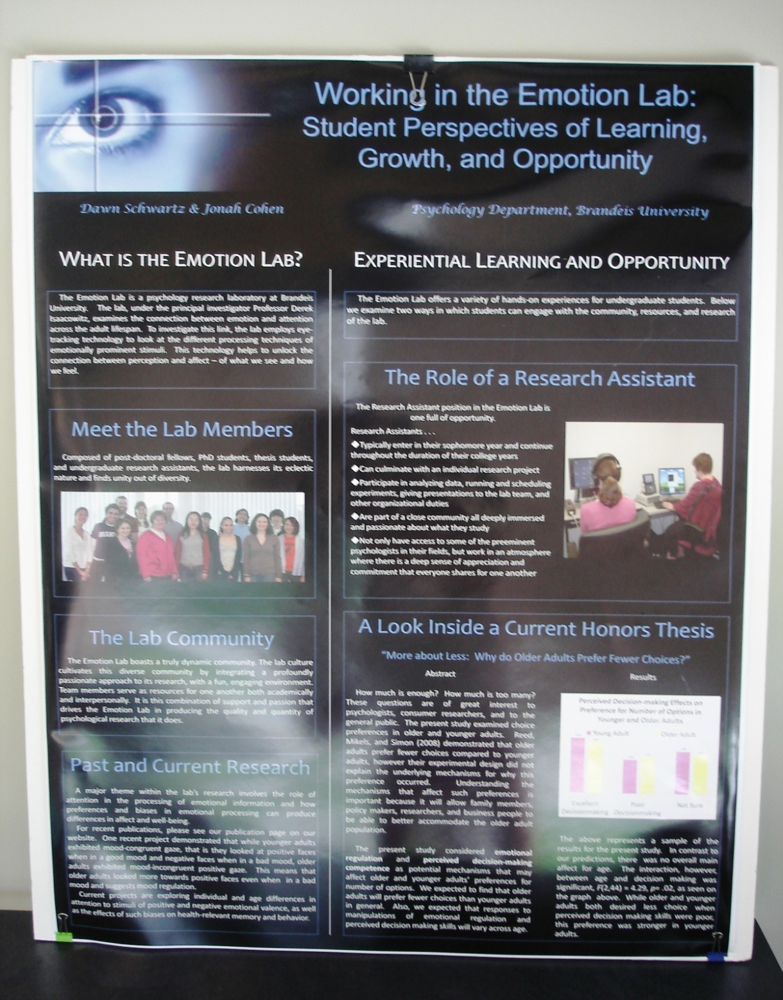 Working in the Emotion Lab:
Student Perspectives of Learning,
Growth, and Opportunity
Dawn Schwartz & Jonah Cohen
Psychology Department, Brandeis University
WHAT IS THE EMOTION LAB?
The Emotion Lab is a psychology research laboratory at Brandeis
University. The lab, under the principal investigator Professor Derek
Isaacowitz, examines the connection between emotion and attention
across the adult lifespan. To investigate this link, the lab employs eye-
tracking technology to look at the different processing techniques of
emotionally prominent stimuli. This technology helps to unlock the
connection between perception and affect – of what we see and how
we feel.
Meet the Lab Members
Composed of post-doctoral fellows, PhD students, thesis students,
and undergraduate research assistants, the lab harnesses its eclectic
nature and finds unity out of diversity.
The Lab Community
The Emotion Lab boasts a truly dynamic community. The lab culture
cultivates this diverse community by integrating a profoundly
passionate approach to its research, with a fun, engaging environment.
Team members serve as resources for one another both academically
and interpersonally. It is this combination of support and passion that
drives the Emotion Lab in producing the quality and quantity of
psychological research that it does.
Past and Current Research
A major theme within the lab's research involves the role of
attention in the processing of emotional information and how
preferences and biases in emotional processing can produce
differences in affect and well-being.
For recent publications, please see our publication page on our
website. One recent project demonstrated that while younger adults
exhibited mood-congruent gaze, that is they looked at positive faces
when in a good mood and negative faces when in a bad mood, older
adults exhibited mood-incongruent positive gaze. This means that
older adults looked more towards positive faces even when in a bad
mood and suggests mood regulation.
Current projects are exploring individual and age differences in
attention to stimuli of positive and negative emotional valence, as well
as the effects of such biases on health-relevant memory and behavior.
EXPERIENTIAL LEARNING AND OPPORTUNITY
The Emotion Lab offers a variety of hands-on experiences for undergraduate students. Below
we examine two ways in which students can engage with the community, resources, and research
of the lab.
The Role of a Research Assistant
The Research Assistant position in the Emotion Lab is
one full of opportunity.
Research Assistants . . .
◆Typically enter in their sophomore year and continue
throughout the duration of their college years
◆Can culminate with an individual research project
◆Participate in analyzing data, running and scheduling
experiments, giving presentations to the lab team, and
other organizational duties
◆Are part of a close community all deeply immersed
and passionate about what they study
◆Not only have access to some of the preeminent
psychologists in their fields, but work in an atmosphere
where there is a deep sense of appreciation and
commitment that everyone shares for one another
A Look Inside a Current Honors Thesis
"More about Less: Why do Older Adults Prefer Fewer Choices?"
Abstract
How much is enough? How much is too many?
These questions are of great interest to
psychologists, consumer researchers, and to the
general public. The present study examined choice
preferences in older and younger adults. Reed,
Mikels, and Simon (2008) demonstrated that older
adults prefer fewer choices compared to younger
adults, however their experimental design did not
explain the underlying mechanisms for why this
preference occurred. Understanding the
mechanisms that affect such preferences is
important because it will allow family members,
policy makers, researchers, and business people to
be able to better accommodate the older adult
population.
The present study considered emotional
regulation and perceived decision-making
competence as potential mechanisms that may
affect older and younger adults' preferences for
number of options. We expected to find that older
adults will prefer fewer choices than younger adults
in general. Also, we expected that responses to
manipulations of emotional regulation and
perceived decision making skills will vary across age.
Results
Perceived Decision-making Effects on
Preference for Number of Options in
Younger and Older Adults
Young Adult Older Adult
Excellent Decisionmaking
Poor Decisionmaking
Not Sure
The above represents a sample of the
results for the present study. In contrast to
our predictions, there was no overall main
affect for age. The interaction, however,
between age and decision making was
significant, F(2,44) = 4.29, p= .02, as seen on
the graph above. While older and younger
adults both desired less choice when
perceived decision making skills were poor,
this preference was stronger in younger
adults.